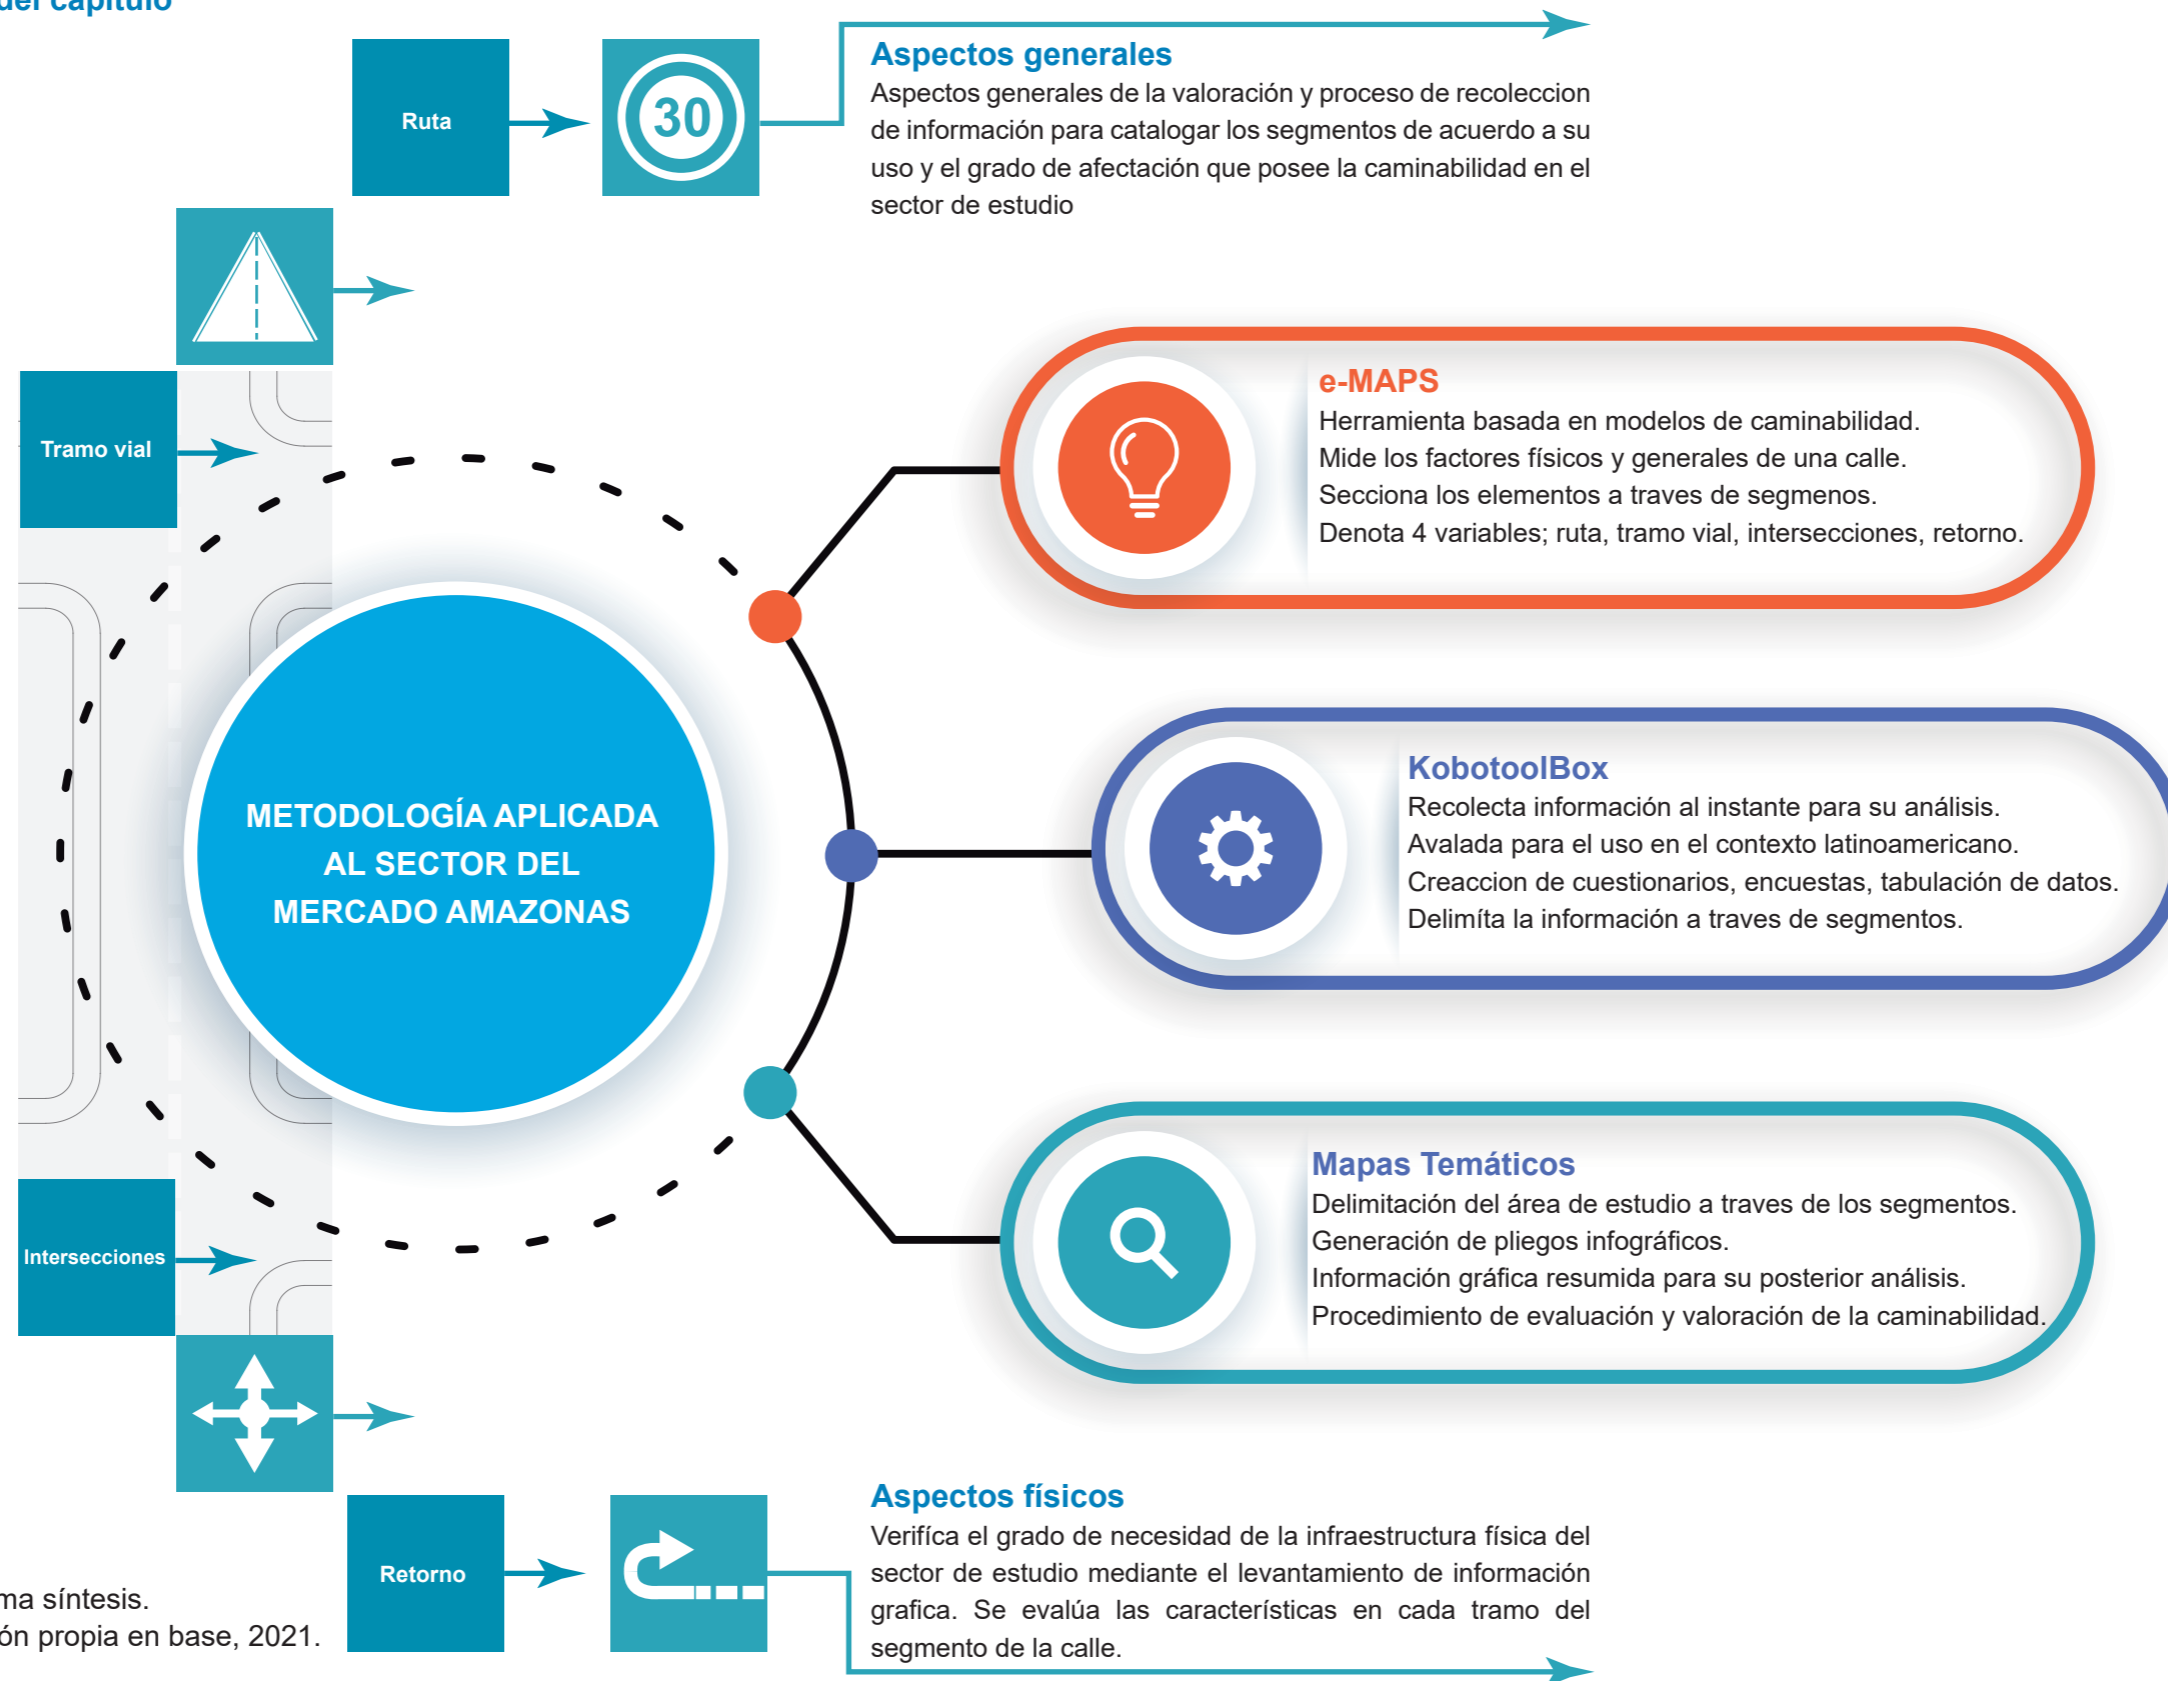 del capítulo
Ruta
30
Aspectos generales
Aspectos generales de la valoración y proceso de recoleccion
de información para catalogar los segmentos de acuerdo a su
uso y el grado de afectación que posee la caminabilidad en el
sector de estudio
Tramo vial
e-MAPS
Herramienta basada en modelos de caminabilidad.
Mide los factores físicos y generales de una calle.
Secciona los elementos a traves de segmenos.
Denota 4 variables; ruta, tramo vial, intersecciones, retorno.
METODOLOGÍA APLICADA
AL SECTOR DEL
MERCADO AMAZONAS
KobotoolBox
Recolecta información al instante para su análisis.
Avalada para el uso en el contexto latinoamericano.
Creaccion de cuestionarios, encuestas, tabulación de datos.
Delimíta la información a traves de segmentos.
Mapas Temáticos
Delimitación del área de estudio a traves de los segmentos.
Generación de pliegos infográficos.
Información gráfica resumida para su posterior análisis.
Procedimiento de evaluación y valoración de la caminabilidad.
Intersecciones
Retorno
Aspectos físicos
Verifíca el grado de necesidad de la infraestructura física del
sector de estudio mediante el levantamiento de información
grafica. Se evalúa las características en cada tramo del
segmento de la calle.
ma síntesis.
ón propia en base, 2021.